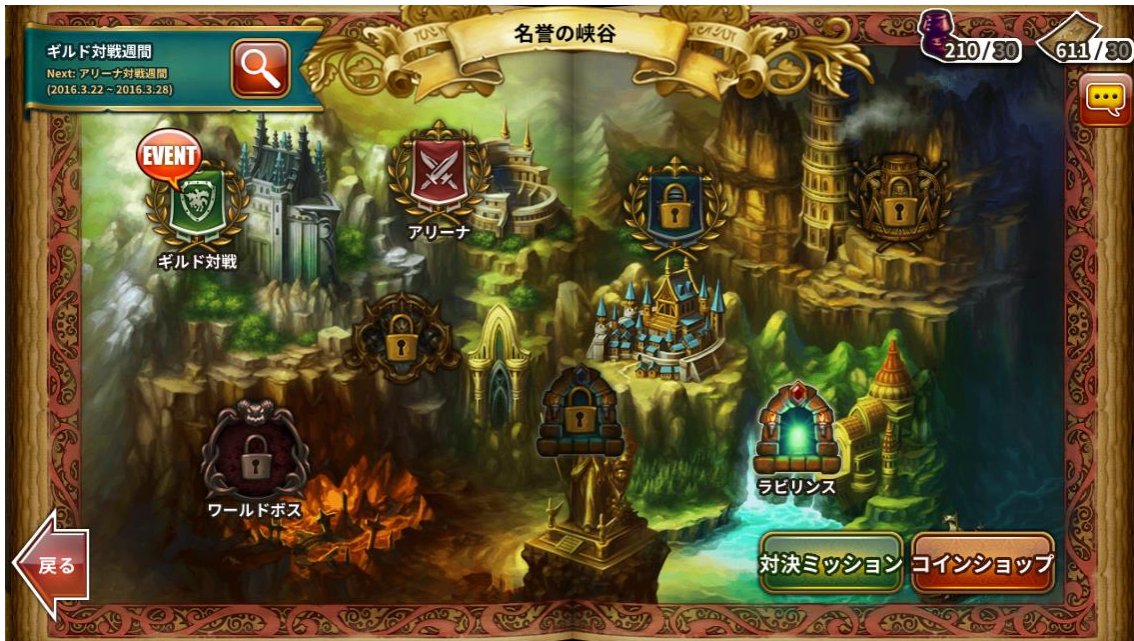 名誉の峡谷
ギルド対戦週間
Next: アリーナ対戦週間
(2016.3.22 ~ 2016.3.28)
210/30
611/30
EVENT
ギルド対戦
アリーナ
ワールドボス
ラビリンス
戻る
対決ミッション
コインショップ